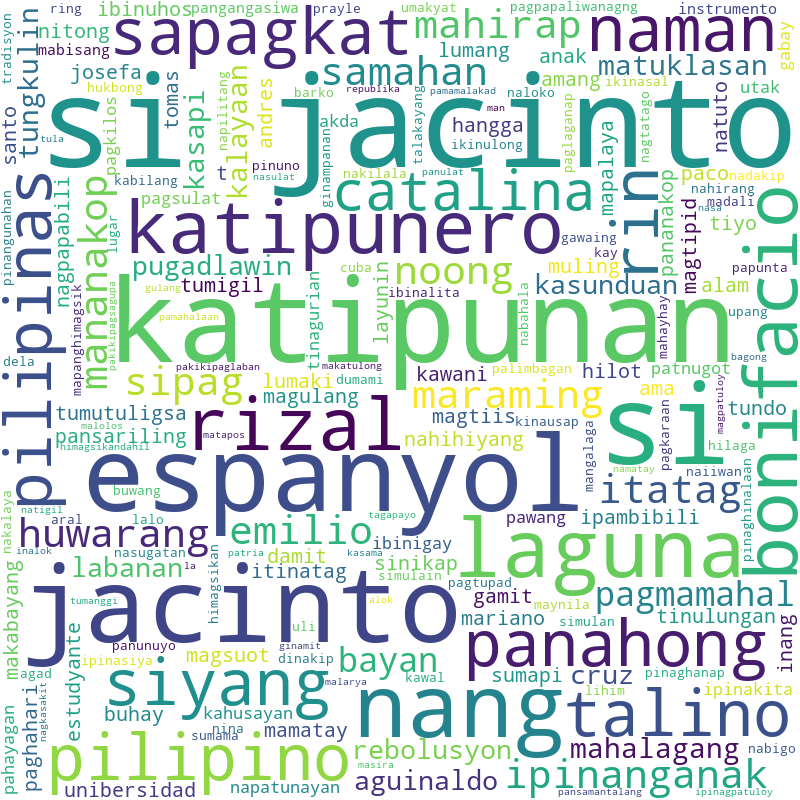 ring
prayle
umakyat
pagpapaliwanagng
instrumento
tradisyon
ibinuhos
pangangasiwa
nitong
mabisang
sapagkat
mahirap
naman
gabay
tungkulin
josefa
hukbong
tomas
si jacinto
samahan
barko
republika
pamamalakad
lumang
anak
amang
naloko
ikinasal
matuklasan
utak
santo
pagkilos
kasapi
kalayaan
andres
napilitang
akda
man
talakayang
hangga
ikinulong
paglaganap
nagtatago
mapalaya
natuto
tula
kabilang
t
pinuno
nasulat
ginampanan
nakilala
panulat
paco
nadakip
nahirang
madali
nasa
pagsulat
catalina
rin
pananakop
magtipid
tiyo
pinangunahan
pilipinas
nagpapabili
mananakop
lugar
katipunero
gawaing
kay
papunta
bonifacio
pugadlawin
cuba
noong
muling
kasunduan
alam
upang
gulang
tumigil
ibinalita
layunin
nabahala
mahayhay
pamahalaan
katipunan
tinagurian
bagong
mapanghimagsik
pakikipagsagupa
dela
pakikipaglaban
makatulong
palimbagan
hilot
patnugot
sipag
lumaki
dumami
kawani
maraming
ama
tumutuligsa
magulang
magtiis
kinausap
tundo
malolos
matapos
rizal
pansariling
himagsikandahil
nahihiyang
mangalaga
pagkaraan
magpatuloy
hilaga
si
namatay
naiiwan
espanyol
itatag
natigil
nakalaya
buwang
tagapayo
huwarang
aral
lalo
emilio
ibinigay
pawang
ipambibili
laguna
pinaghinalaan
inalok
nasugatan
patria
kasama
sinikap
labanan
la
damit
simulain
pagtupad
itinatag
tumanggi
himagsikan
alok
gamit
maynila
pagmamahal
jacinto
mariano
simulan
tinulungan
makabayang
agad
panunuyo
uli
ginamit
panahong
inang
estudyante
ipinasiya
magsuot
dinakip
malarya
bayan
kawal
sumapi
cruz
pinaghanap
siyang
nang
talino
lihim
ipinakita
pahayagan
paghahari
nagkasakit
buhay
kahusayan
nina
sumama
mamatay
pilipino
rebolusyon
mahalagang
nabigo
masira
unibersidad
napatunayan
aguinaldo
ipinanganak
pansamantalang
ipinagpatuloy